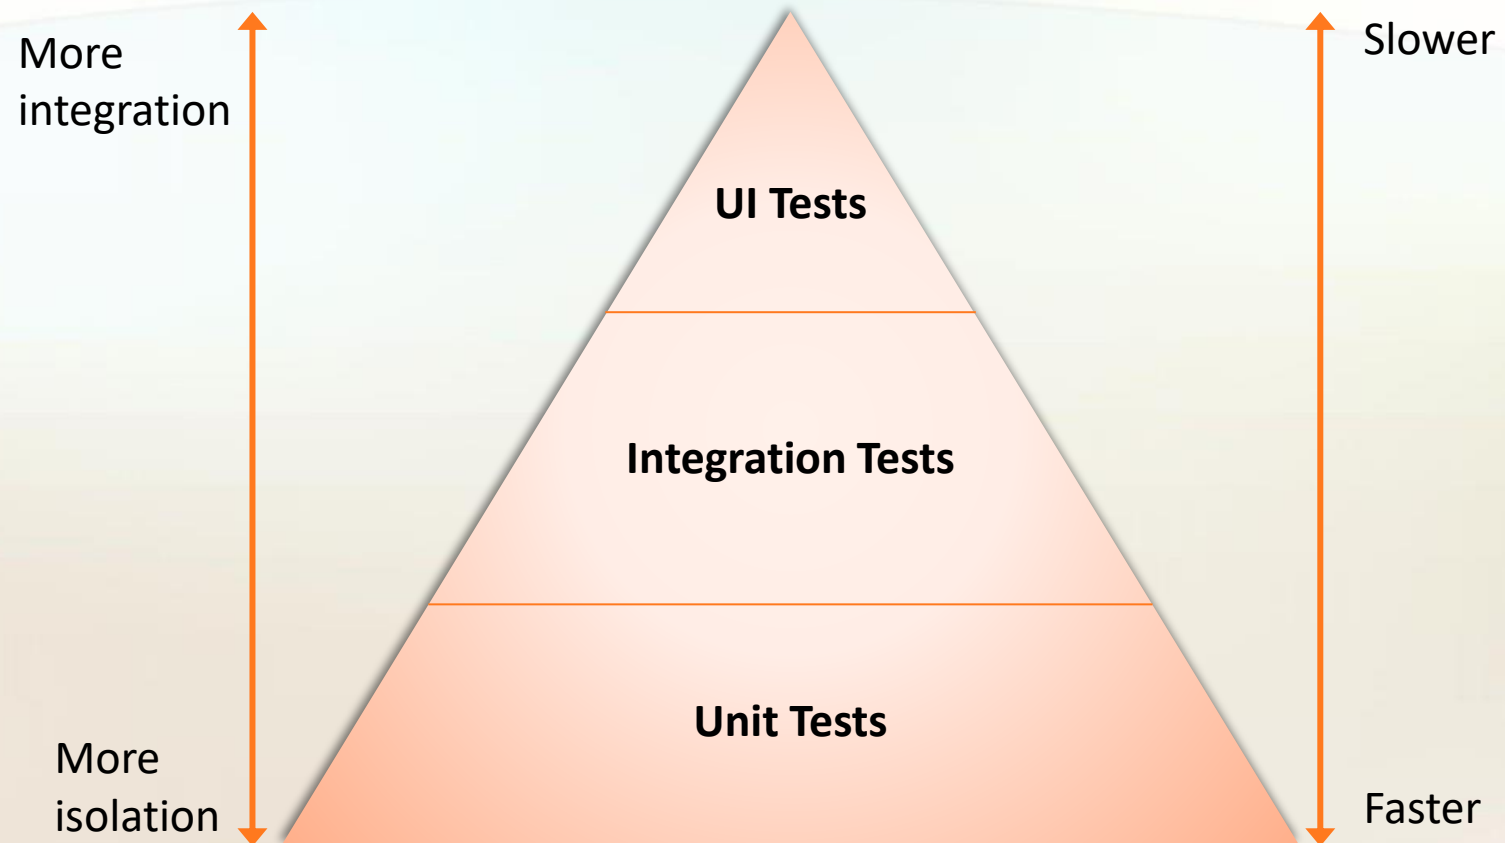 More
integration
Slower
UI Tests
Integration Tests
Unit Tests
More
isolation
Faster